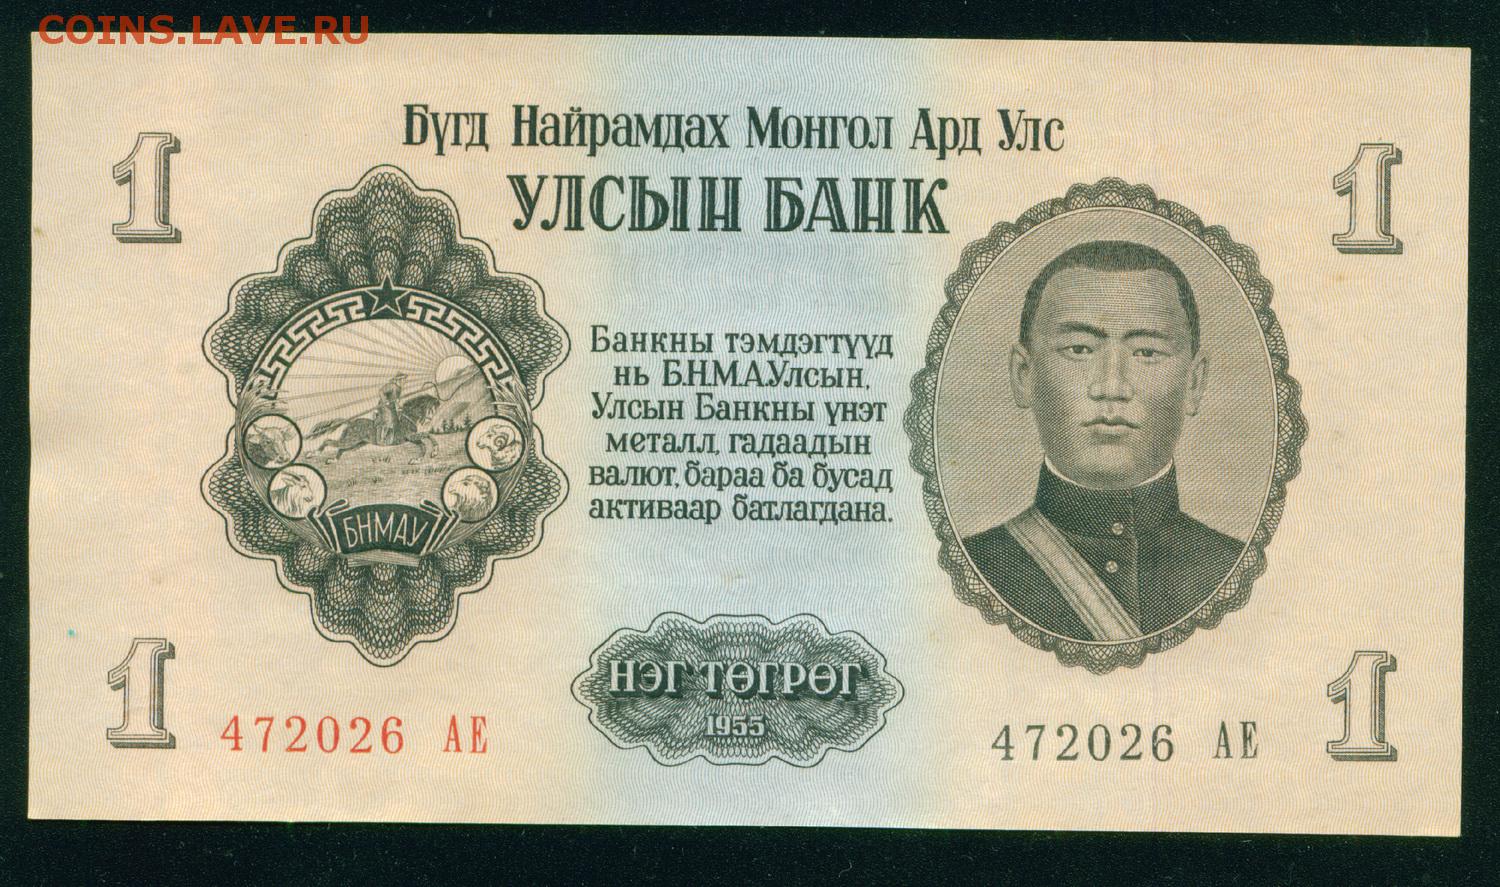 COINS.LAVE.RU
Бүгд Найрамдах Монгол Ард Улс
УЛСЫН БАНК
1
1
Банкны тэмдэгтүүд
нь Б.Н.М.А.Улсын,
Улсын Банкны үнэт
металл, гадаадын
валют, бараа ба бусад
активаар батлагдана.
БНМАУ
НЭГ ТӨГРӨГ
1955
1
1
472026 АЕ
472026 АЕ